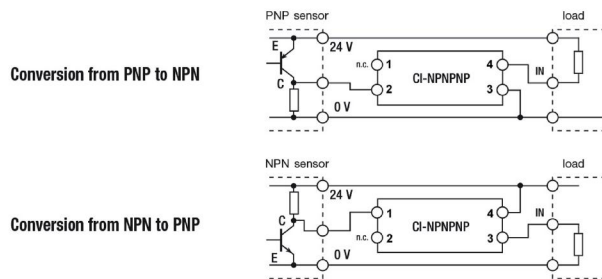 PNP sensor
load
E
24 V
n.c.
1
4
CI-NPNPNP
IN
C
2
3
0 V
Conversion from PNP to NPN
NPN sensor
load
24 V
C
1
4
IN
CI-NPNPNP
n.c.
2
3
E
0 V
Conversion from NPN to PNP